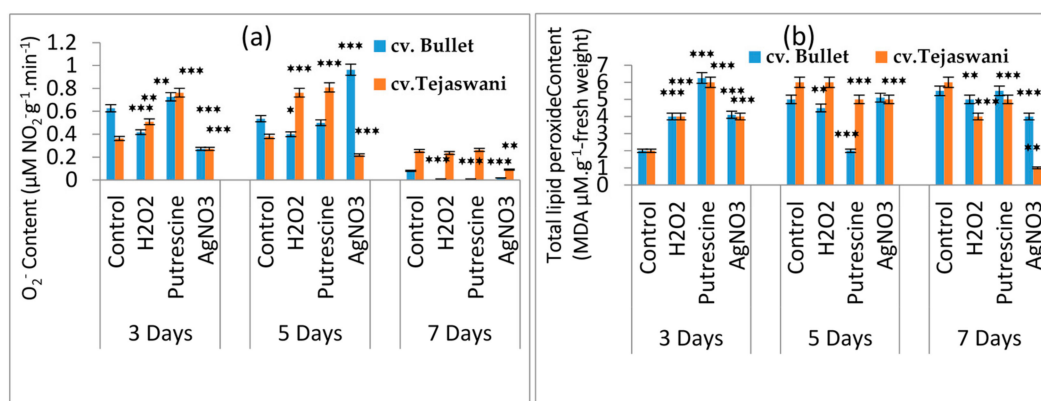 (a)
cv. Bullet
cv.Tejaswani
O₂⁻ Content (µM NO₂⁻g⁻¹.min⁻¹)
1.2
1
0.8
0.6
0.4
0.2
0
*** ** ** *** *** ***
* *** *** *** ***
*** *** *** **
Control
H2O2
Putrescine
AgNO3
Control
H2O2
Putrescine
AgNO3
Control
H2O2
Putrescine
AgNO3
3 Days
5 Days
7 Days
(b)
cv. Bullet
cv.Tejaswani
Total lipid peroxideContent
(MDA µM.g⁻¹-fresh weight)
7
6
5
4
3
2
1
0
*** *** *** *** *** ***
** *** *** ***
** *** *** *** **
Control
H2O2
Putrescine
AgNO3
Control
H2O2
Putrescine
AgNO3
Control
H2O2
Putrescine
AgNO3
3 Days
5 Days
7 Days